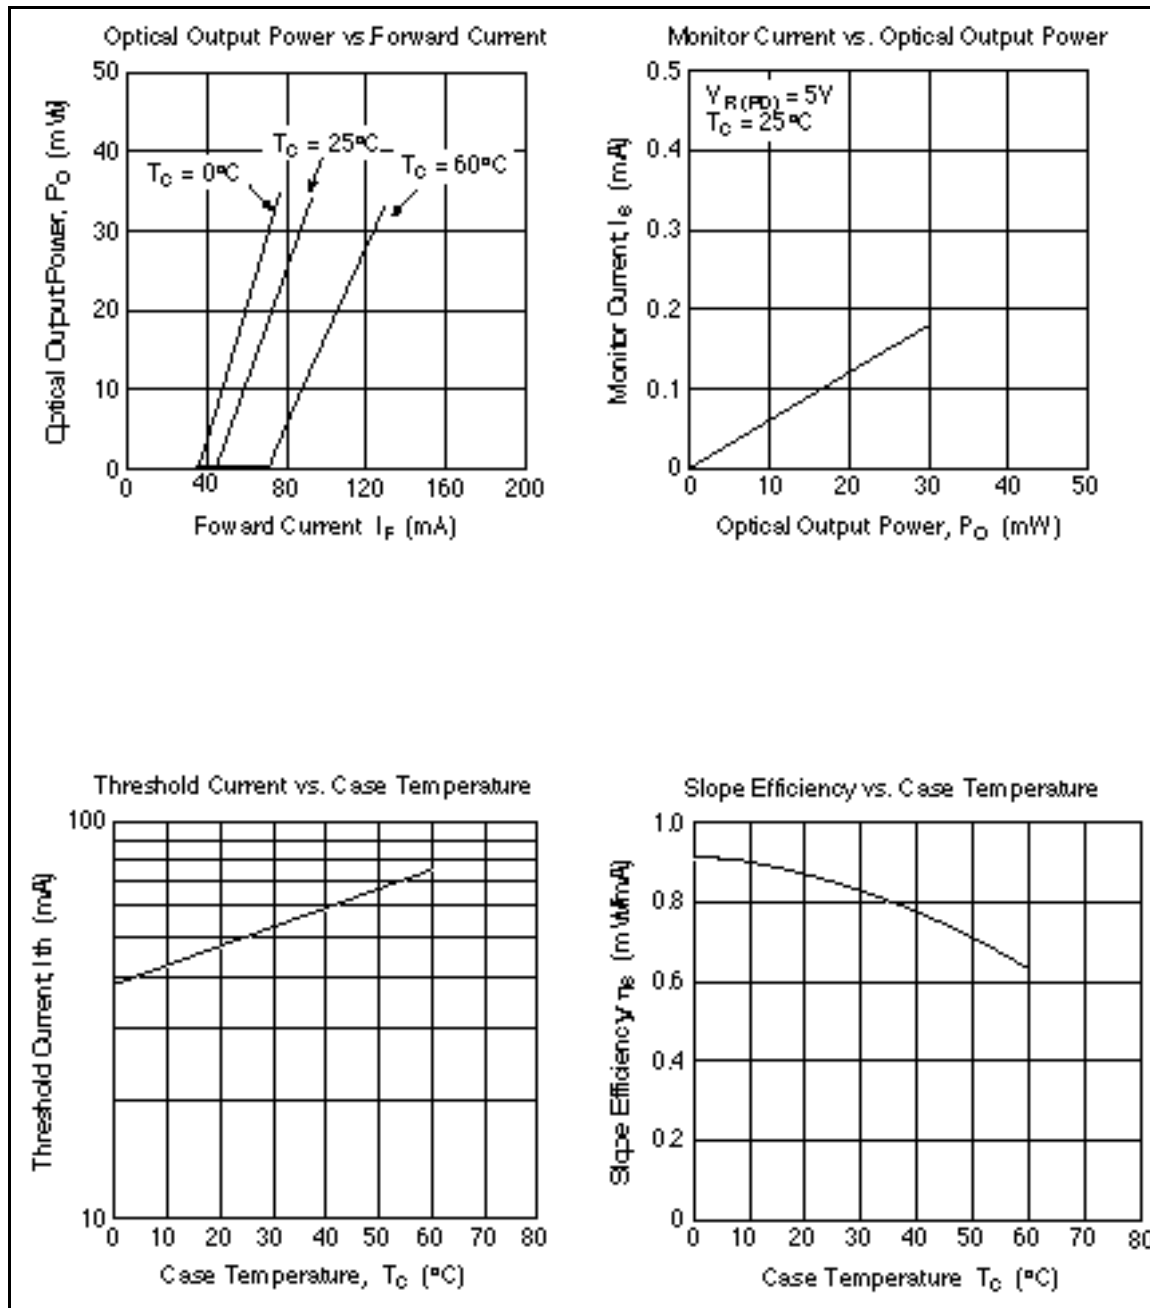 Optical Output Power vs.Forward Current
50
40
30
20
10
0
Optical Output Power, PO (mW)
TC = 0°C
TC = 25°C
TC = 60°C
0 40 80 120 160 200
Foward Current IF (mA)
Monitor Current vs. Optical Output Power
0.5
0.4
0.3
0.2
0.1
0
Monitor Current, Ie (mA)
VR(PD) = 5V
TC = 25°C
0 10 20 30 40 50
Optical Output Power, PO (mW)
Threshold Current vs. Case Temperature
100
10
Threshold Current, Ith (mA)
0 10 20 30 40 50 60 70 80
Case Temperature, TC (°C)
Slope Efficiency vs. Case Temperature
1.0
0.8
0.6
0.4
0.2
0
Slope Efficiency, ηe (mW/mA)
0 10 20 30 40 50 60 70 80
Case Temperature TC (°C)